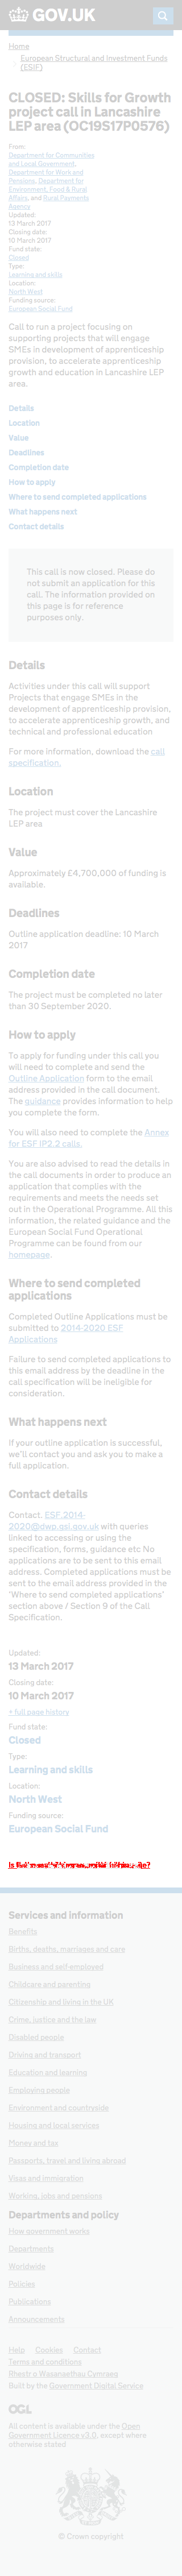 GOV.UK
Home
European Structural and Investment Funds
(ESIF)
CLOSED: Skills for Growth
project call in Lancashire
LEP area (OC19S17P0576)
From:
Department for Communities
and Local Government,
Department for Work and
Pensions, Department for
Environment, Food & Rural
Affairs, and Rural Payments
Agency
Updated:
13 March 2017
Closing date:
10 March 2017
Fund state:
Closed
Type:
Learning and skills
Location:
North West
Funding source:
European Social Fund
Call to run a project focusing on
supporting projects that will engage
SMEs in development of apprenticeship
provision, to accelerate apprenticeship
growth and education in Lancashire LEP
area.
Details
Location
Value
Deadlines
Completion date
How to apply
Where to send completed applications
What happens next
Contact details
This call is now closed. Please do
not submit an application for this
call. The information provided on
this page is for reference
purposes only.
Details
Activities under this call will support
Projects that engage SMEs in the
development of apprenticeship provision,
to accelerate apprenticeship growth, and
technical and professional education
For more information, download the call
specification.
Location
The project must cover the Lancashire
LEP area
Value
Approximately £4,700,000 of funding is
available.
Deadlines
Outline application deadline: 10 March
2017
Completion date
The project must be completed no later
than 30 September 2020.
How to apply
To apply for funding under this call you
will need to complete and send the
Outline Application form to the email
address provided in the call document.
The guidance provides information to help
you complete the form.
You will also need to complete the Annex
for ESF IP2.2 calls.
You are also advised to read the details in
the call documents in order to ensure that
applications are compatible with the
highlighted needs and meets the needs set
out in the Operational Programme. All this
information, guidance and details around
the European Social Fund Operational
Programme can be found from our
homepage.
Where to send completed
applications
Completed Outline Applications must be
submitted to 2014-2020 ESF
Applications
Failure to send completed applications to
this email address by the deadline in the
call specification will be ineligible for
consideration.
What happens next
If your outline application is successful,
we'll contact you and ask you to make a
full application.
Contact details
Contact. ESF.2014-
2020@dwp.gsi.gov.uk with queries
linked to accessing or using the
specification, forms, guidance etc No
applications are to be sent to this email
address. Completed applications must be
sent to the email address provided in the
'Where to send completed applications'
section above / Section 9 of the Call
Specification.
Updated:
13 March 2017
Closing date:
10 March 2017
+ full page history
Fund state:
Closed
Type:
Learning and skills
Location:
North West
Funding source:
European Social Fund
Services and information
Benefits
Births, deaths, marriages and care
Business and self-employed
Childcare and parenting
Citizenship and living in the UK
Crime, justice and the law
Disabled people
Driving and transport
Education and learning
Employing people
Environment and countryside
Housing and local services
Money and tax
Passports, travel and living abroad
Visas and immigration
Working, jobs and pensions
Departments and policy
How government works
Departments
Worldwide
Policies
Publications
Announcements
Help Cookies Contact
Terms and conditions
Rhestr o Wasanaethau Cymraeg
Built by the Government Digital Service
OGL
All content is available under the Open
Government Licence v3.0, except where
otherwise stated
© Crown copyright